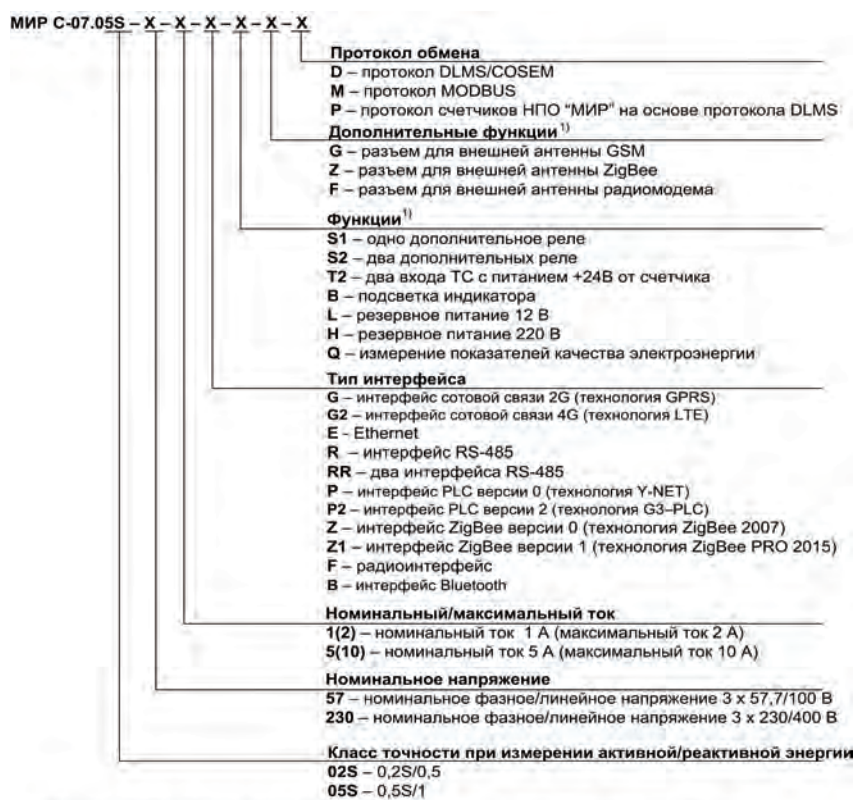 МИР С-07.05S – X – X – X – X – X – X
Протокол обмена
D – протокол DLMS/COSEM
M – протокол MODBUS
P – протокол счетчиков НПО "МИР" на основе протокола DLMS
Дополнительные функции 1)
G – разъем для внешней антенны GSM
Z – разъем для внешней антенны ZigBee
F – разъем для внешней антенны радиомодема
Функции1)
S1 – одно дополнительное реле
S2 – два дополнительных реле
T2 – два входа ТС с питанием +24В от счетчика
B – подсветка индикатора
L – резервное питание 12 В
H – резервное питание 220 В
Q – измерение показателей качества электроэнергии
Тип интерфейса
G – интерфейс сотовой связи 2G (технология GPRS)
G2 – интерфейс сотовой связи 4G (технология LTE)
E - Ethernet
R – интерфейс RS-485
RR – два интерфейса RS-485
P – интерфейс PLC версии 0 (технология Y-NET)
P2 – интерфейс PLC версии 2 (технология G3–PLC)
Z – интерфейс ZigBee версии 0 (технология ZigBee 2007)
Z1 – интерфейс ZigBee версии 1 (технология ZigBee PRO 2015)
F – радиоинтерфейс
B – интерфейс Bluetooth
Номинальный/максимальный ток
1(2) – номинальный ток 1 А (максимальный ток 2 А)
5(10) – номинальный ток 5 А (максимальный ток 10 А)
Номинальное напряжение
57 – номинальное фазное/линейное напряжение 3 x 57,7/100 В
230 – номинальное фазное/линейное напряжение 3 x 230/400 В
Класс точности при измерении активной/реактивной энергии
02S – 0,2S/0,5
05S – 0,5S/1